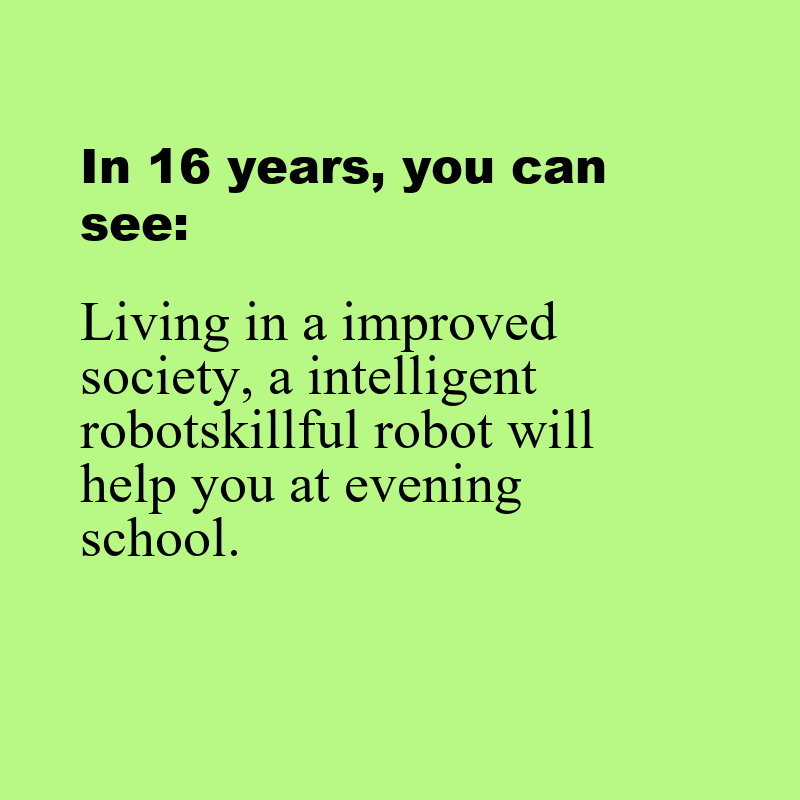 In 16 years, you can
see:
Living in a improved
society, a intelligent
robotskillful robot will
help you at evening
school.